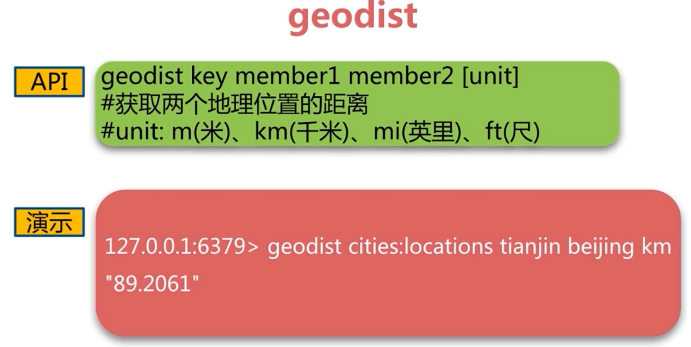 geodist
API
geodist key member1 member2 [unit]
#获取两个地理位置的距离
#unit: m(米)、km(千米)、mi(英里)、ft(尺)
演示
127.0.0.1:6379> geodist cities:locations tianjin beijing km
"89.2061"